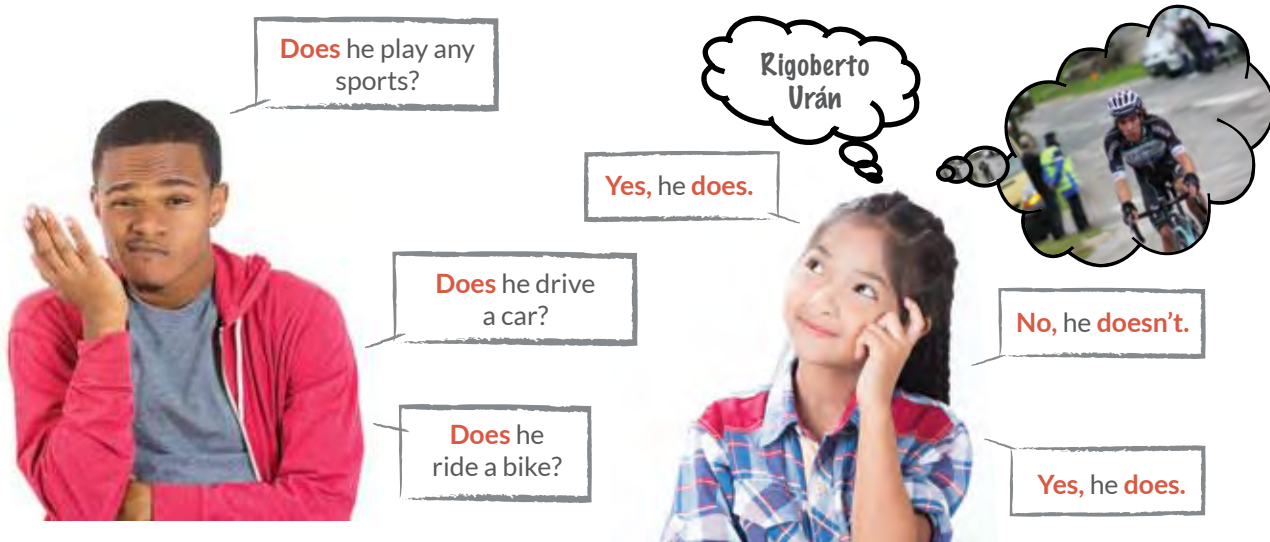 Does he play any
sports?
Rigoberto
Urán
Yes, he does.
Does he drive
a car?
No, he doesn't.
Does he
ride a bike?
Yes, he does.